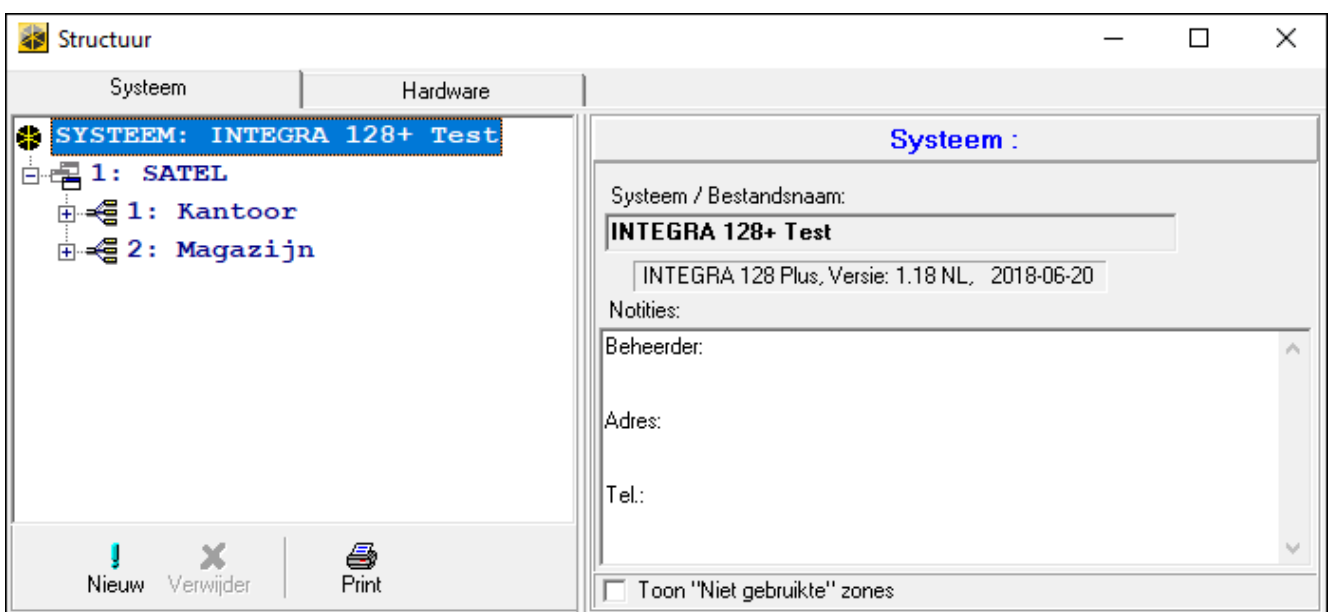 Structuur
Systeem
Hardware
SYSTEEM: INTEGRA 128+ Test
1: SATEL
1: Kantoor
2: Magazijn
Nieuw
Verwijder
Print
Systeem :
Systeem / Bestandsnaam:
INTEGRA 128+ Test
INTEGRA 128 Plus, Versie: 1.18 NL, 2018-06-20
Notities:
Beheerder:
Adres:
Tel.:
Toon "Niet gebruikte" zones